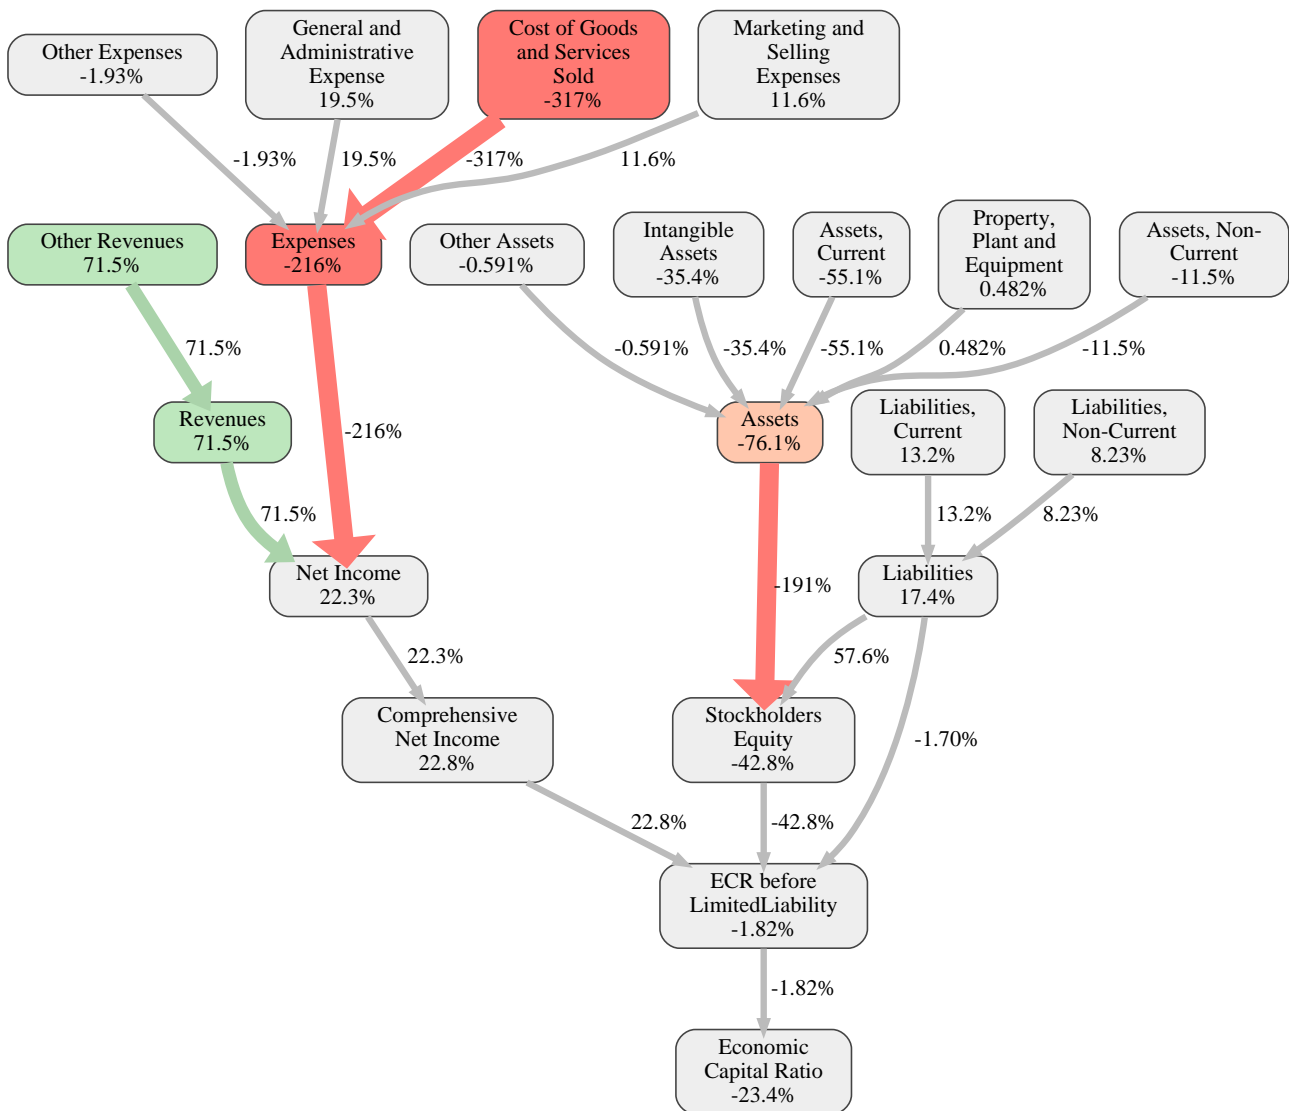 Other Expenses
-1.93%
General and
Administrative
Expense
19.5%
Cost of Goods
and Services
Sold
-317%
Marketing and
Selling
Expenses
11.6%
-1.93%
19.5%
-317%
11.6%
Other Revenues
71.5%
Expenses
-216%
Other Assets
-0.591%
Intangible
Assets
-35.4%
Assets,
Current
-55.1%
Property,
Plant and
Equipment
0.482%
Assets, Non-
Current
-11.5%
71.5%
-216%
-0.591%
-35.4%
-55.1%
0.482%
-11.5%
Revenues
71.5%
Assets
-76.1%
Liabilities,
Current
13.2%
Liabilities,
Non-Current
8.23%
71.5%
-191%
13.2%
8.23%
Net Income
22.3%
Liabilities
17.4%
22.3%
57.6%
-1.70%
Comprehensive
Net Income
22.8%
Stockholders
Equity
-42.8%
22.8%
-42.8%
ECR before
LimitedLiability
-1.82%
-1.82%
Economic
Capital Ratio
-23.4%